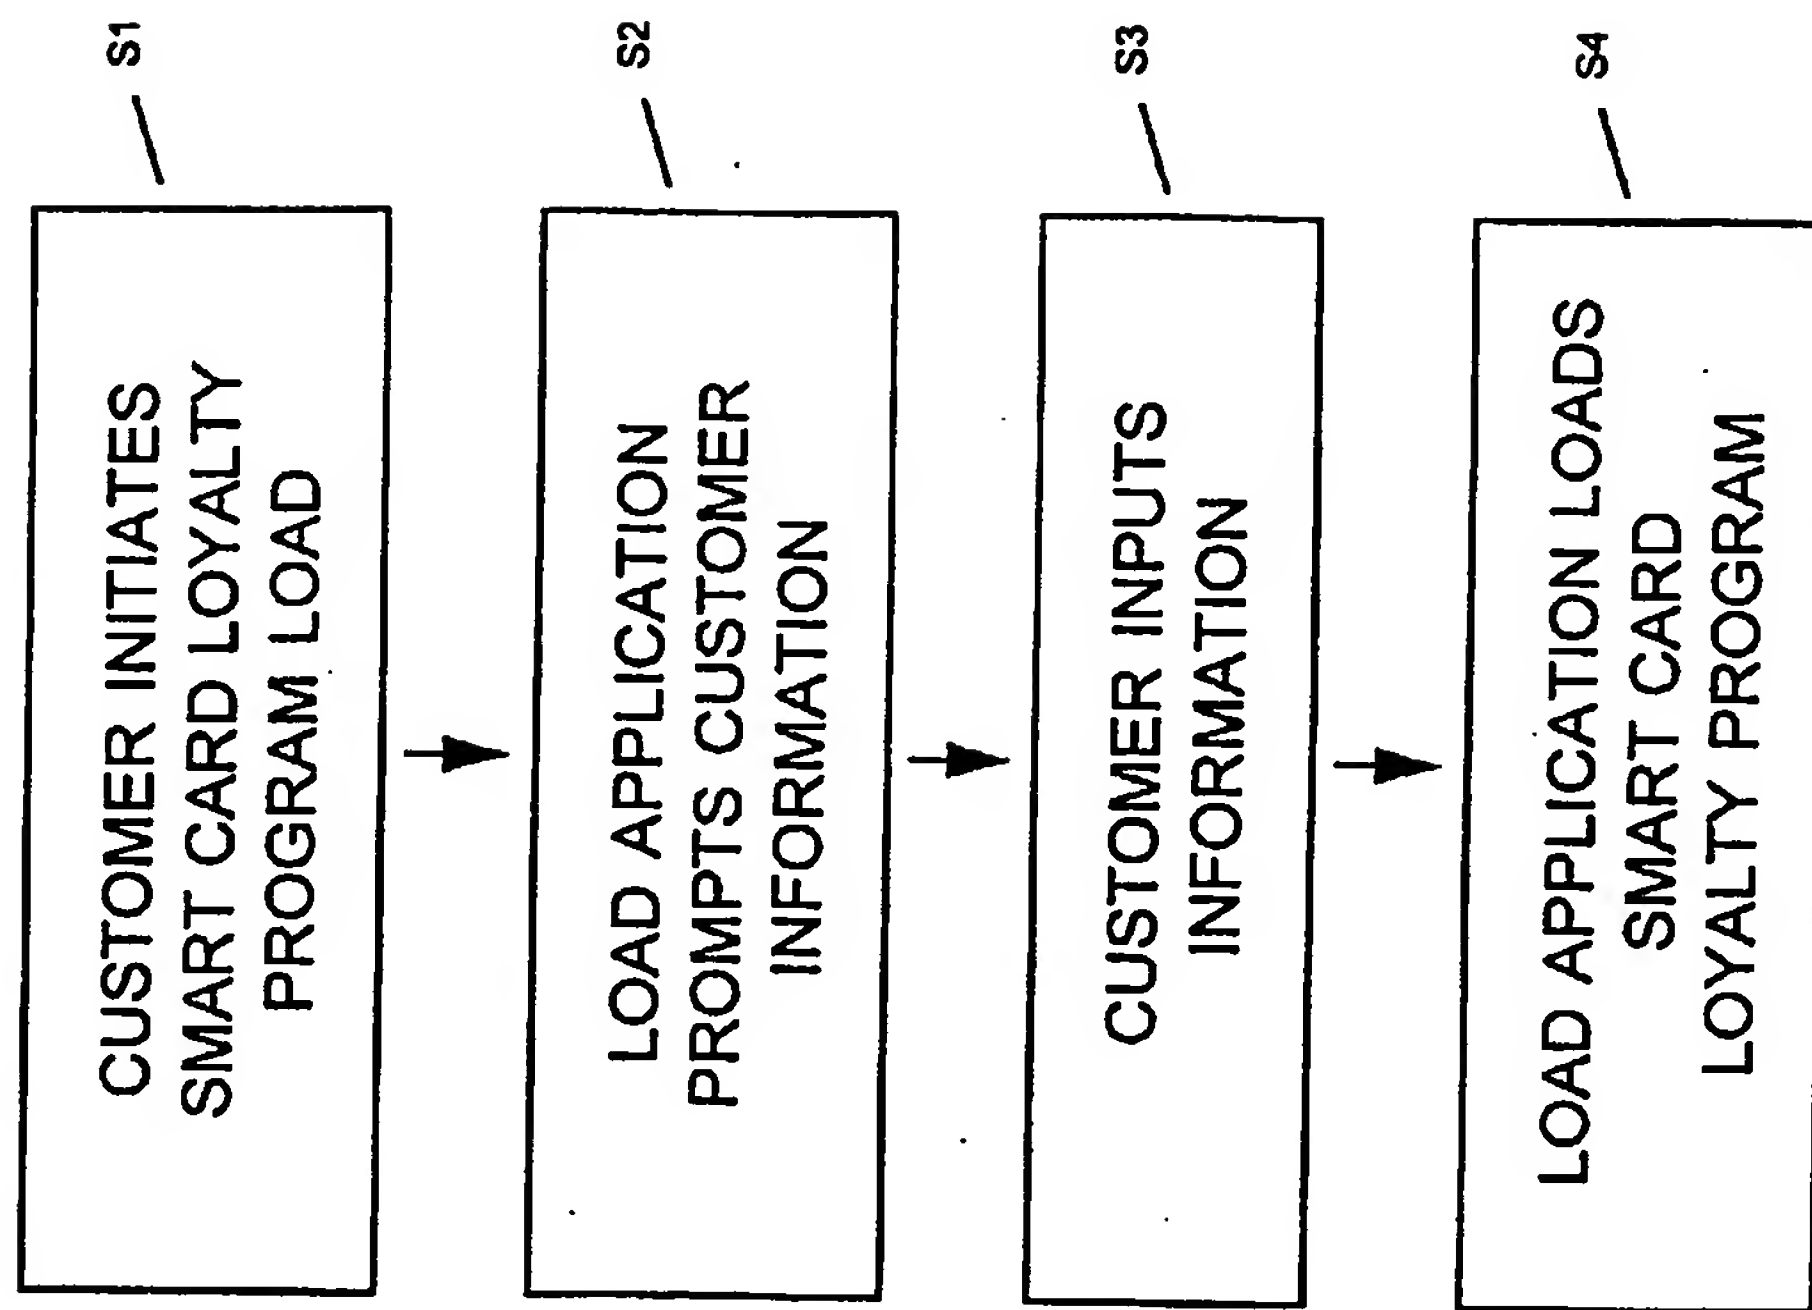 CUSTOMER INITIATES
SMART CARD LOYALTY
PROGRAM LOAD
S1
LOAD APPLICATION
PROMPTS CUSTOMER
INFORMATION
S2
CUSTOMER INPUTS
INFORMATION
S3
LOAD APPLICATION LOADS
SMART CARD
LOYALTY PROGRAM
S4